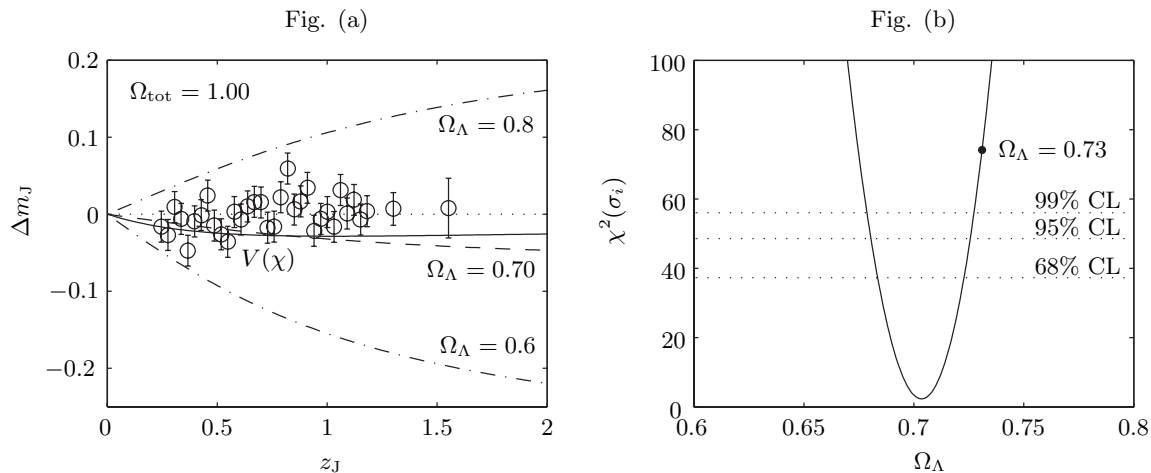 Fig. (a)
0.2
0.1
0
−0.1
−0.2
Δm_J
Ω_tot = 1.00
Ω_Λ = 0.8
V(χ)
Ω_Λ = 0.70
Ω_Λ = 0.6
0
0.5
1
1.5
2
z_J
Fig. (b)
100
80
60
40
20
0
χ²(σ_i)
Ω_Λ = 0.73
99% CL
95% CL
68% CL
0.6
0.65
0.7
0.75
0.8
Ω_Λ